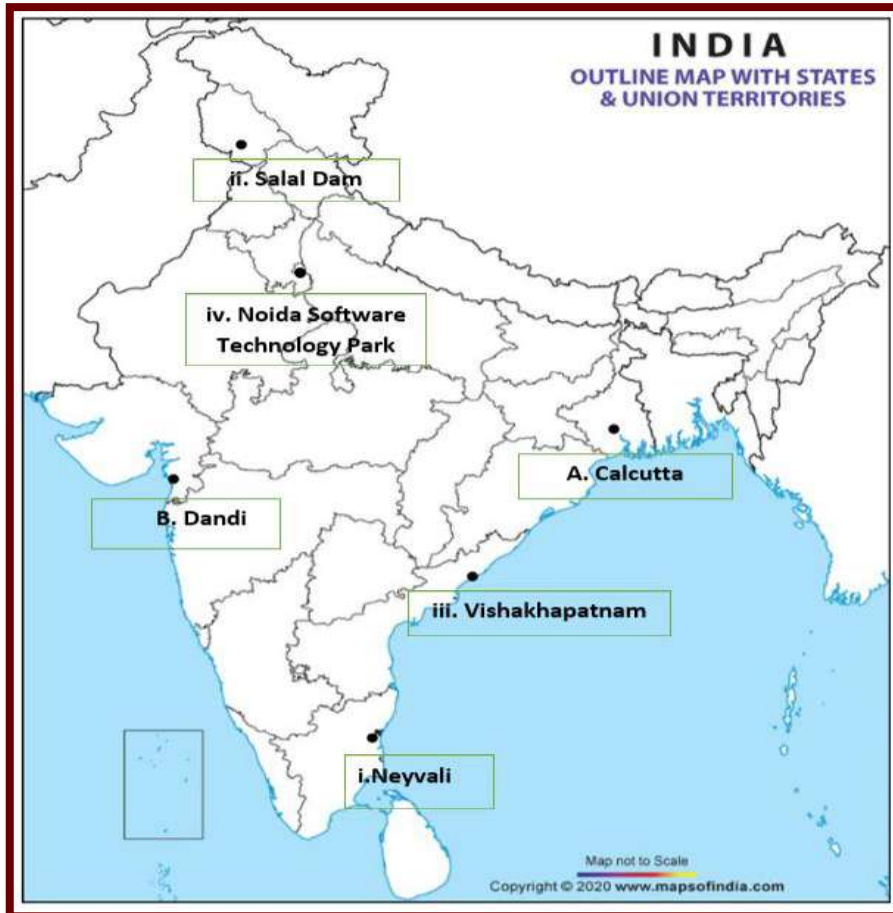 INDIA
OUTLINE MAP WITH STATES
& UNION TERRITORIES
ii. Salal Dam
iv. Noida Software
Technology Park
A. Calcutta
B. Dandi
iii. Vishakhapatnam
i.Neyvali
Map not to Scale
Copyright © 2020 www.mapsofindia.com